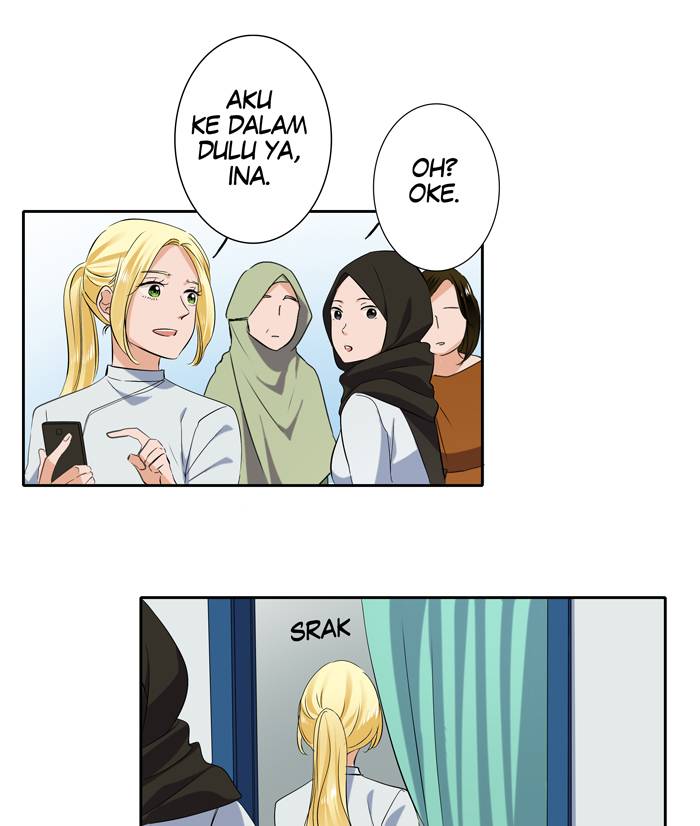 AKU
KE DALAM
DULU YA,
INA.
OH?
OKE.
SRAK